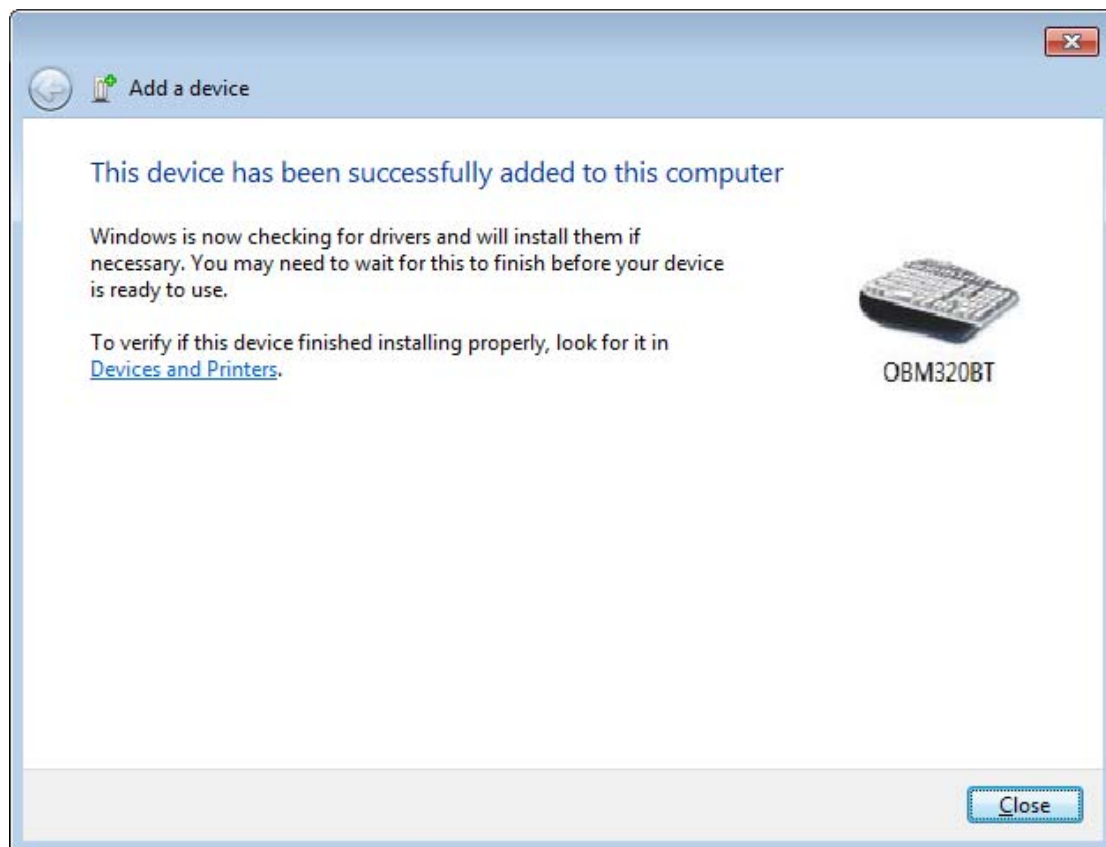 Add a device
This device has been successfully added to this computer
Windows is now checking for drivers and will install them if
necessary. You may need to wait for this to finish before your device
is ready to use.
To verify if this device finished installing properly, look for it in
Devices and Printers.
OBM320BT
Close